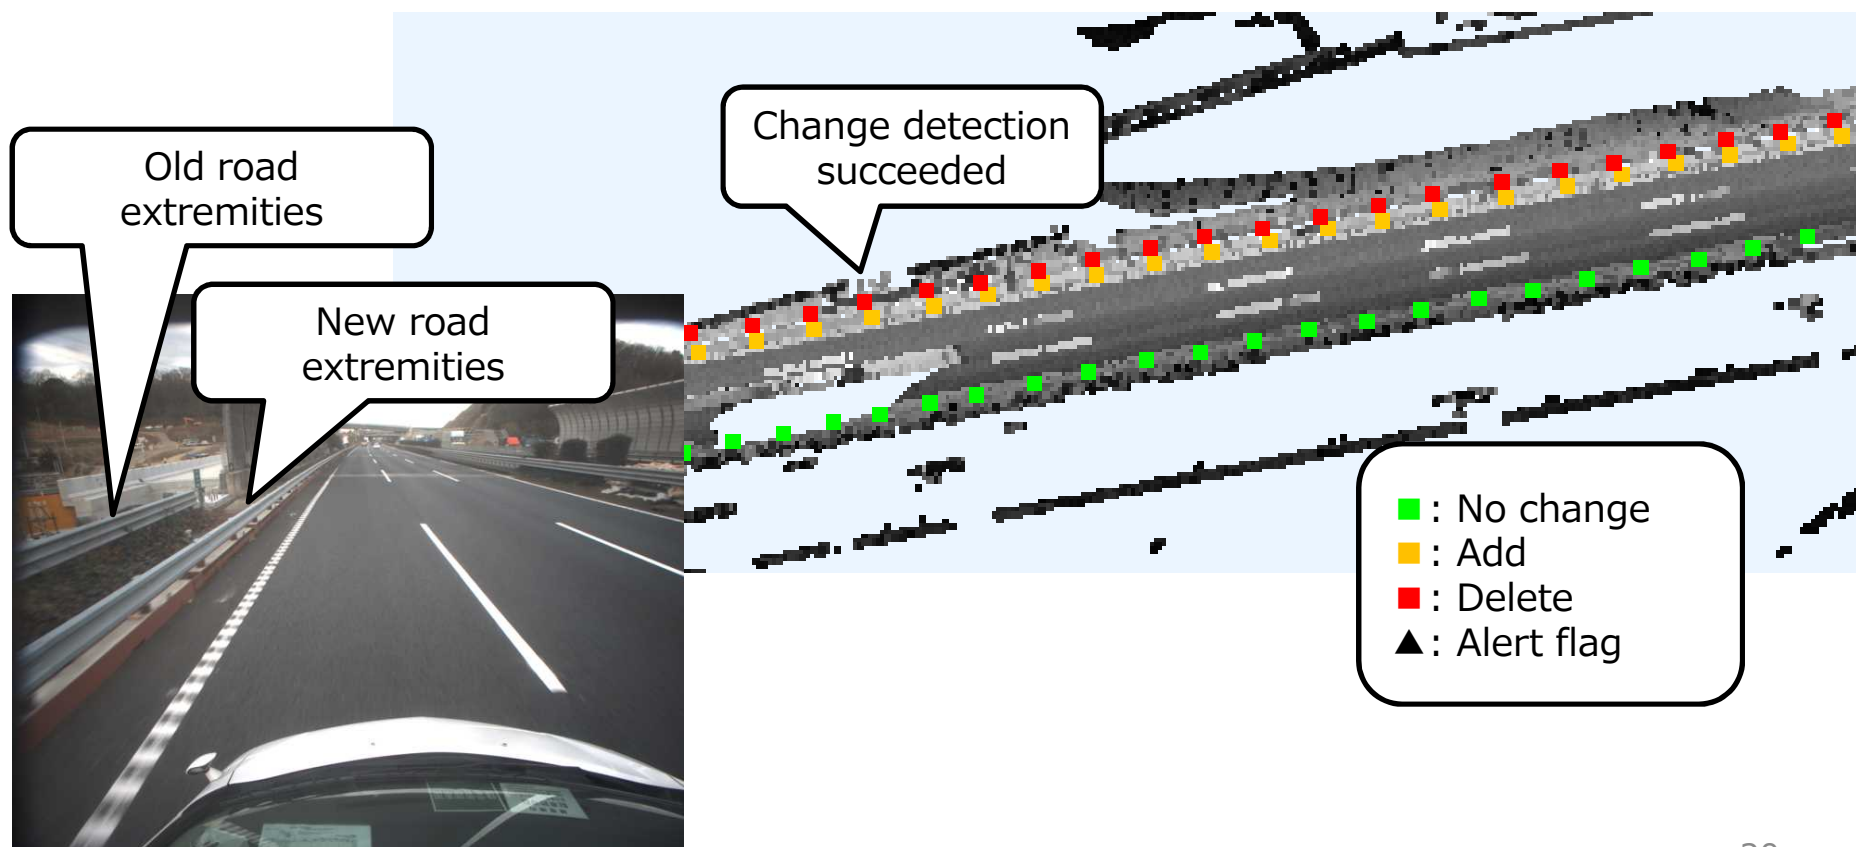 Old road
extremities
New road
extremities
Change detection
succeeded
: No change
: Add
: Delete
: Alert flag